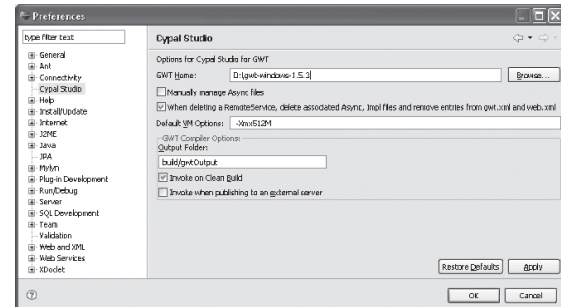 Preferences
type filter text
General
Ant
Connectivity
Cypal Studio
Help
Install/Update
Internet
J2ME
Java
JPA
Mylyn
Plug-in Development
Run/Debug
Server
SQL Development
Team
Validation
Web and XML
Web Services
XDoclet
Cypal Studio
Options for Cypal Studio for GWT
GWT Home: D:\gwt-windows-1.5.3 Browse...
Manually manage Async files
When deleting a RemoteService, delete associated Async, Impl files and remove entries from gwt.xml and web.xml
Default VM Options: -Xmx512M
GWT Compiler Options:
Output Folder:
build/gwtOutput
Invoke on Clean Build
Invoke when publishing to an external server
Restore Defaults Apply
OK Cancel